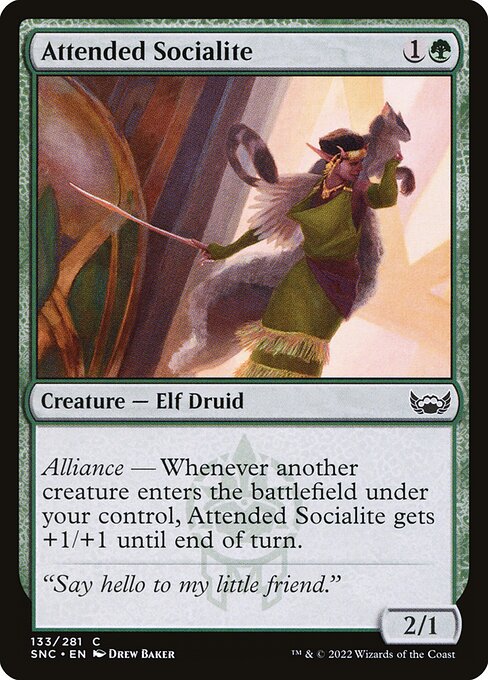 Attended Socialite 1
Creature — Elf Druid
Alliance — Whenever another
creature enters the battlefield under
your control, Attended Socialite gets
+1/+1 until end of turn.
“Say hello to my little friend.”
2/1
133/281 C
SNC • EN Drew Baker
™ & © 2022 Wizards of the Coast